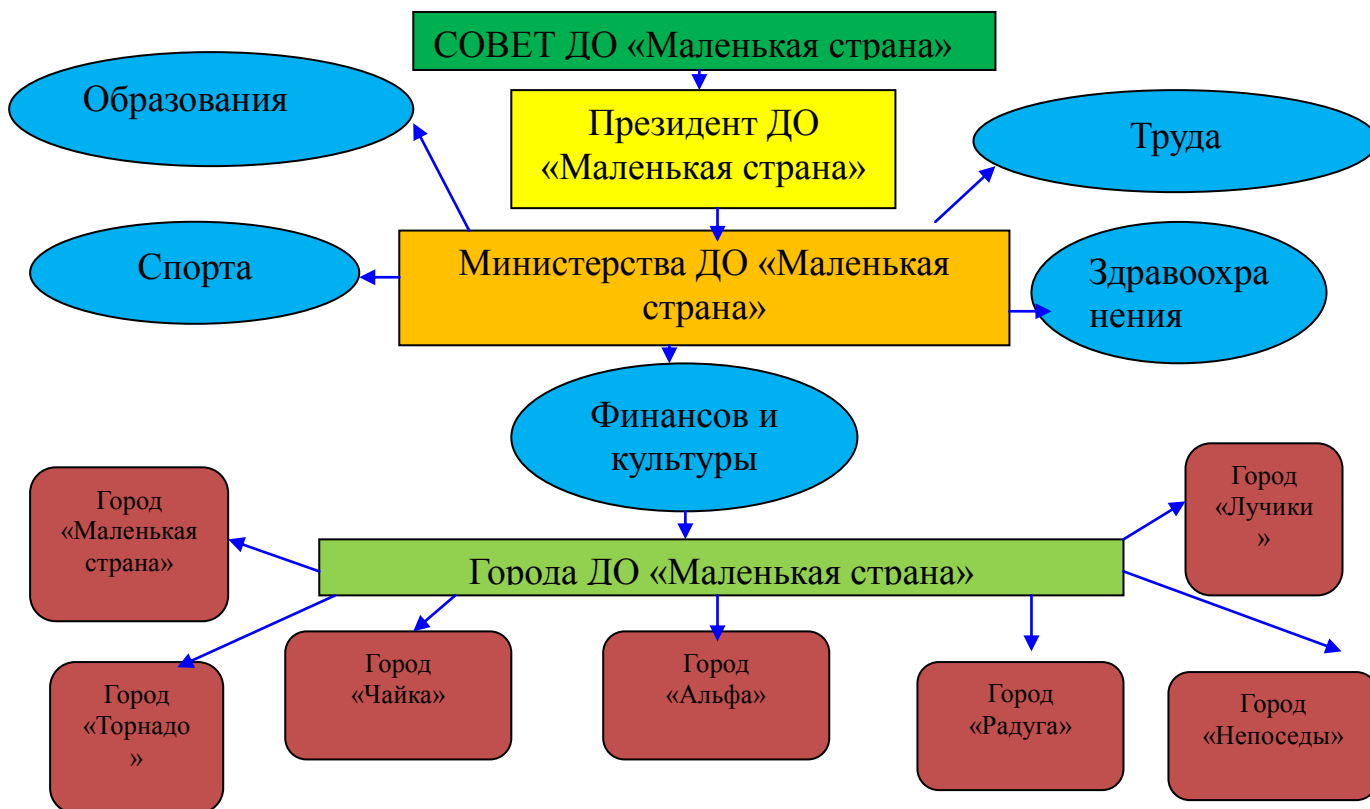 СОВЕТ ДО «Маленькая страна»
Образования
Президент ДО
«Маленькая страна»
Труда
Спорта
Министерства ДО «Маленькая
страна»
Здравоохра
нения
Финансов и
культуры
Город
«Маленькая
страна»
Город
«Лучики
»
Города ДО «Маленькая страна»
Город
«Торнадо
»
Город
«Чайка»
Город
«Альфа»
Город
«Радуга»
Город
«Непоседы»